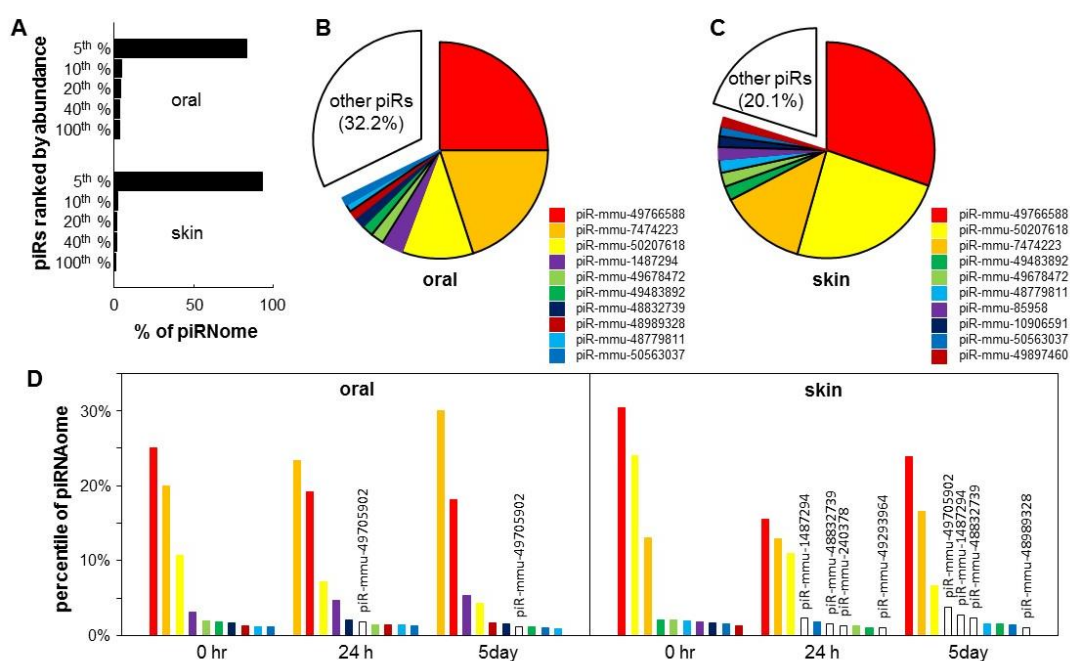 A
piRs ranked by abundance
5th %
10th %
20th %
40th %
100th %
oral
5th %
10th %
20th %
40th %
100th %
skin
0
50
100
% of piRNome
B
other piRs
(32.2%)
oral
piR-mmu-49766588
piR-mmu-7474223
piR-mmu-50207618
piR-mmu-1487294
piR-mmu-49678472
piR-mmu-49483892
piR-mmu-48832739
piR-mmu-48989328
piR-mmu-48779811
piR-mmu-50563037
C
other piRs
(20.1%)
skin
piR-mmu-49766588
piR-mmu-50207618
piR-mmu-7474223
piR-mmu-49483892
piR-mmu-49678472
piR-mmu-48779811
piR-mmu-85958
piR-mmu-10906591
piR-mmu-50563037
piR-mmu-49897460
D
percentile of piRNAome
30%
20%
10%
0%
oral
piR-mmu-49705902
piR-mmu-49705902
0 hr
24 h
5day
skin
piR-mmu-1487294
piR-mmu-48832739
piR-mmu-240378
piR-mmu-49293964
piR-mmu-49705902
piR-mmu-1487294
piR-mmu-48832739
piR-mmu-48989328
0 hr
24 h
5day